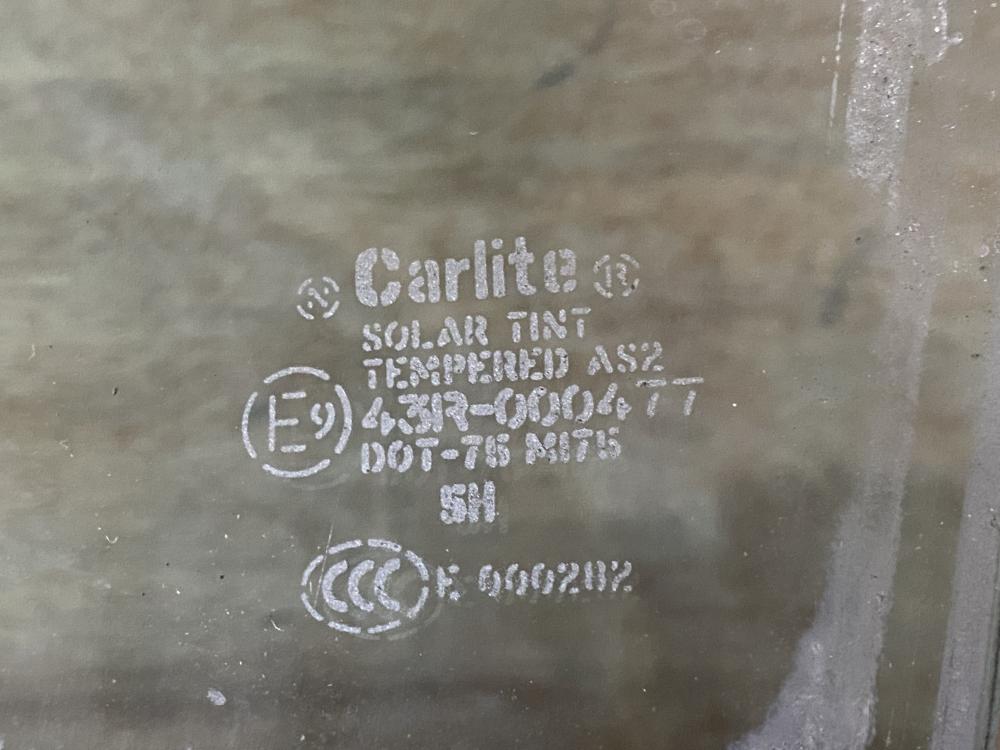 Carlite ®
SOLAR TINT
TEMPERED AS2
E9 43R-000477
DOT-76 M175
5H
CCC E 000282